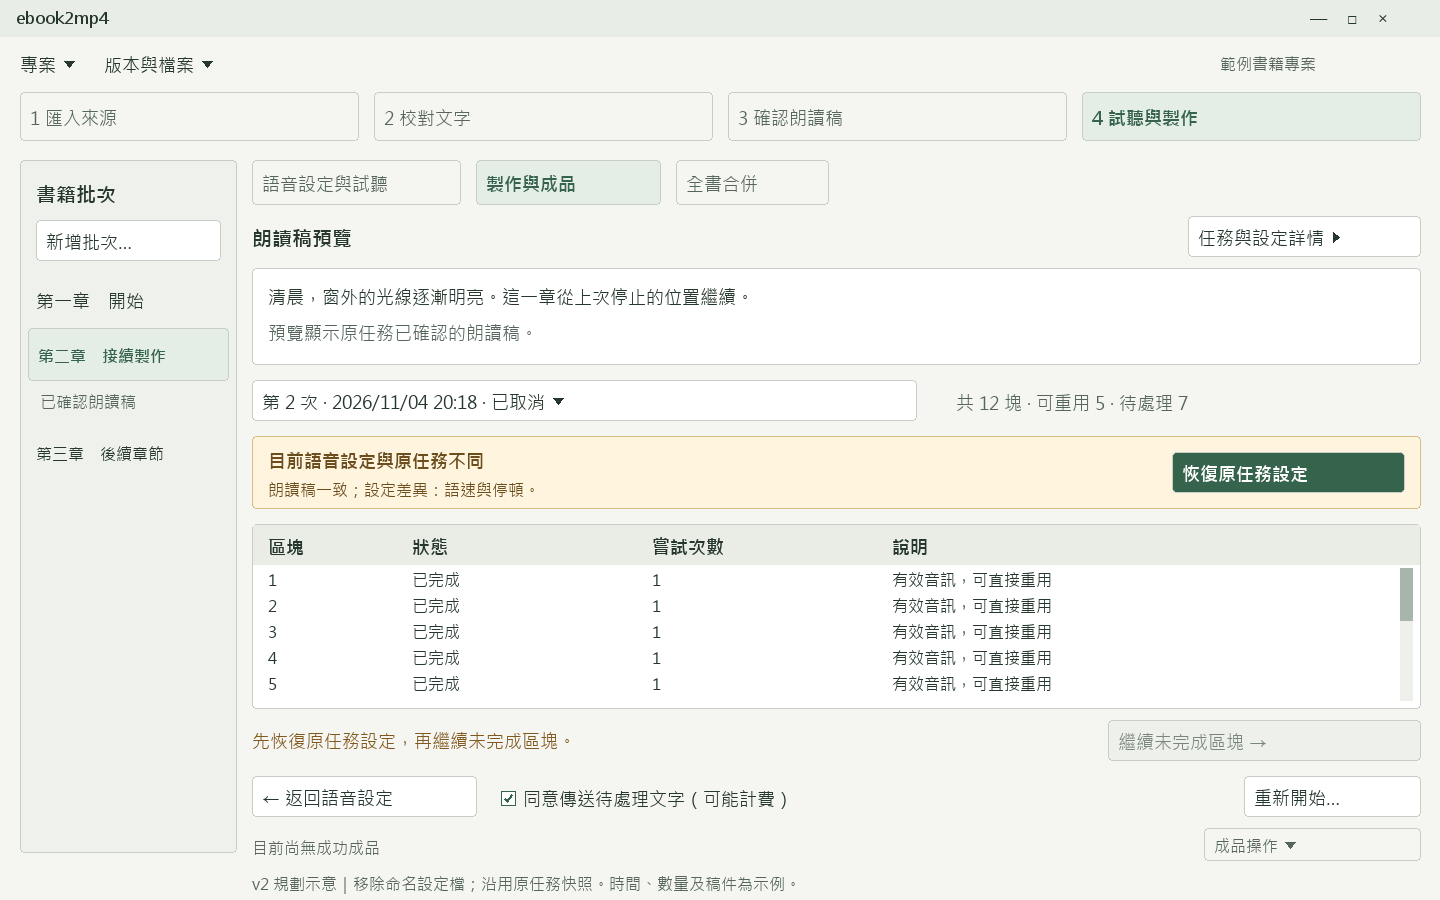 ebook2mp4
專案 ▼ 版本與檔案 ▼ 範例書籍專案
1 匯入來源 2 校對文字 3 確認朗讀稿 4 試聽與製作
書籍批次
新增批次...
第一章 開始
第二章 接續製作
已確認朗讀稿
第三章 後續章節
語音設定與試聽 製作與成品 全書合併
朗讀稿預覽 任務與設定詳情 ▶
清晨，窗外的光線逐漸明亮。這一章從上次停止的位置繼續。
預覽顯示原任務已確認的朗讀稿。
第 2 次 · 2026/11/04 20:18 · 已取消 ▼ 共 12 塊 · 可重用 5 · 待處理 7
目前語音設定與原任務不同
朗讀稿一致；設定差異：語速與停頓。
恢復原任務設定
區塊 狀態 嘗試次數 說明
1 已完成 1 有效音訊，可直接重用
2 已完成 1 有效音訊，可直接重用
3 已完成 1 有效音訊，可直接重用
4 已完成 1 有效音訊，可直接重用
5 已完成 1 有效音訊，可直接重用
先恢復原任務設定，再繼續未完成區塊。 繼續未完成區塊 →
← 返回語音設定 同意傳送待處理文字（可能計費） 重新開始...
目前尚無成功成品 成品操作 ▼
v2 規劃示意｜移除命名設定檔；沿用原任務快照。時間、數量及稿件為示例。